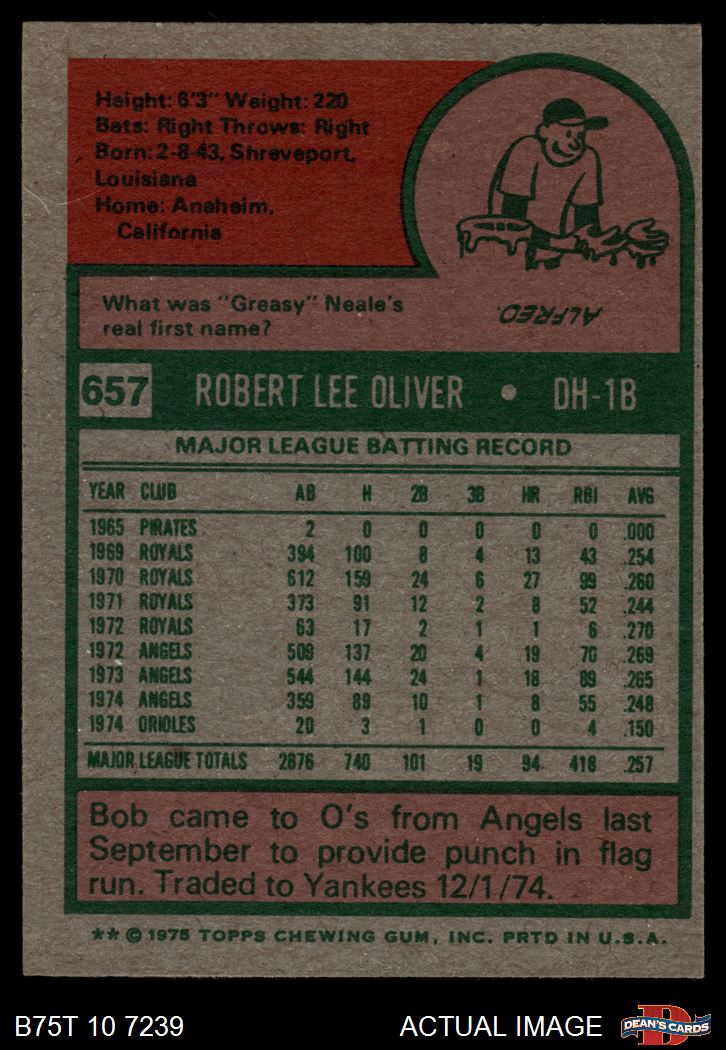 Height: 6'3" Weight: 220
Bats: Right Throws: Right
Born: 2-8-43, Shreveport,
Louisiana
Home: Anaheim,
California
What was "Greasy" Neale's
real first name?
ALFRED.
657 ROBERT LEE OLIVER • DH-1B
MAJOR LEAGUE BATTING RECORD
YEAR CLUB AB H 2B 3B HR RBI AVG
1965 PIRATES 2 0 0 0 0 0 .000
1969 ROYALS 394 100 8 4 13 43 .254
1970 ROYALS 612 159 24 6 27 99 .260
1971 ROYALS 373 91 12 2 8 52 .244
1972 ROYALS 63 17 2 1 1 6 .270
1972 ANGELS 509 137 20 4 19 70 .269
1973 ANGELS 544 144 24 1 18 89 .265
1974 ANGELS 359 89 10 1 8 55 .248
1974 ORIOLES 20 3 1 0 0 4 .150
MAJOR LEAGUE TOTALS 2876 740 101 19 94 418 .257
Bob came to O's from Angels last
September to provide punch in flag
run. Traded to Yankees 12/1/74.
** © 1975 TOPPS CHEWING GUM, INC. PRTD IN U.S.A.
B75T 10 7239 ACTUAL IMAGE D DEAN'S CARDS